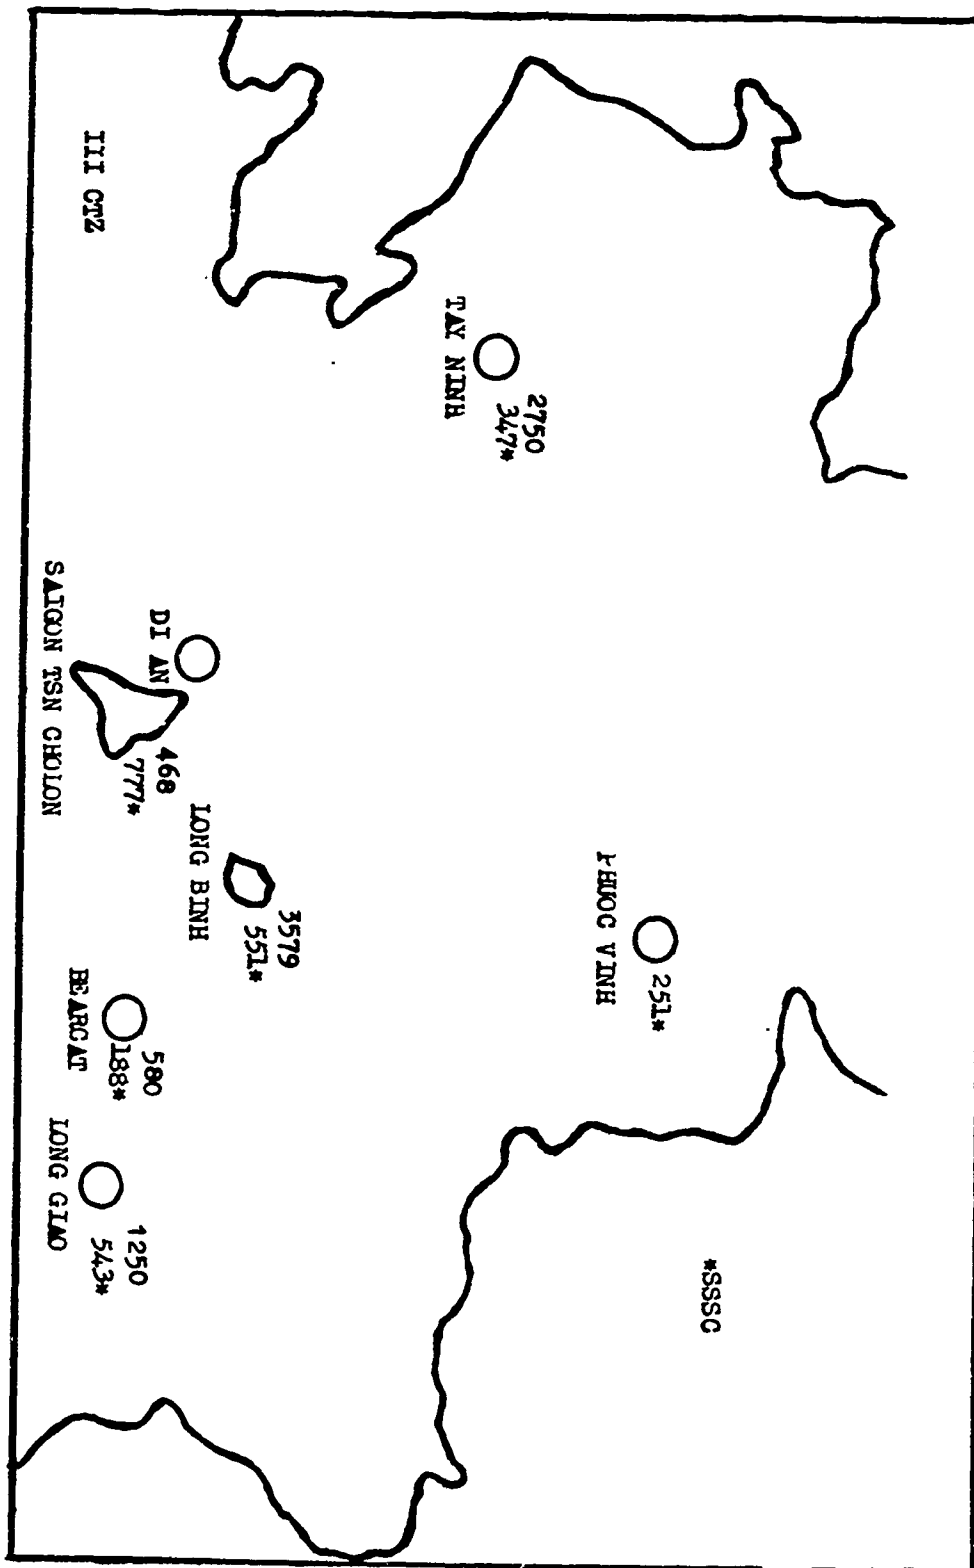 *SSSC
PHUOC VINH
251*
TAY NINH
2750
347*
LONG BINH
3579
551*
DI AN
468
777*
SAIGON TSN CHOLON
BEARCAT
580
188*
LONG GIAO
1250
543*
III CTZ